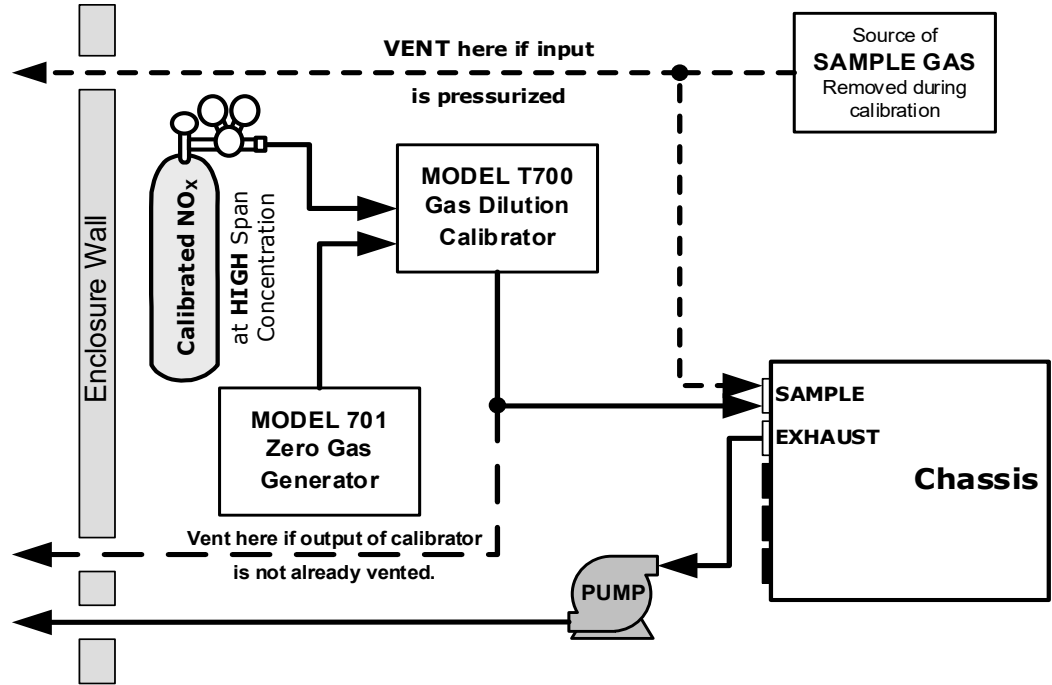 VENT here if input
is pressurized
Source of
SAMPLE GAS
Removed during
calibration
Enclosure Wall
Calibrated NOX
at HIGH Span
Concentration
MODEL T700
Gas Dilution
Calibrator
MODEL 701
Zero Gas
Generator
SAMPLE
EXHAUST
Chassis
Vent here if output of calibrator
is not already vented.
PUMP